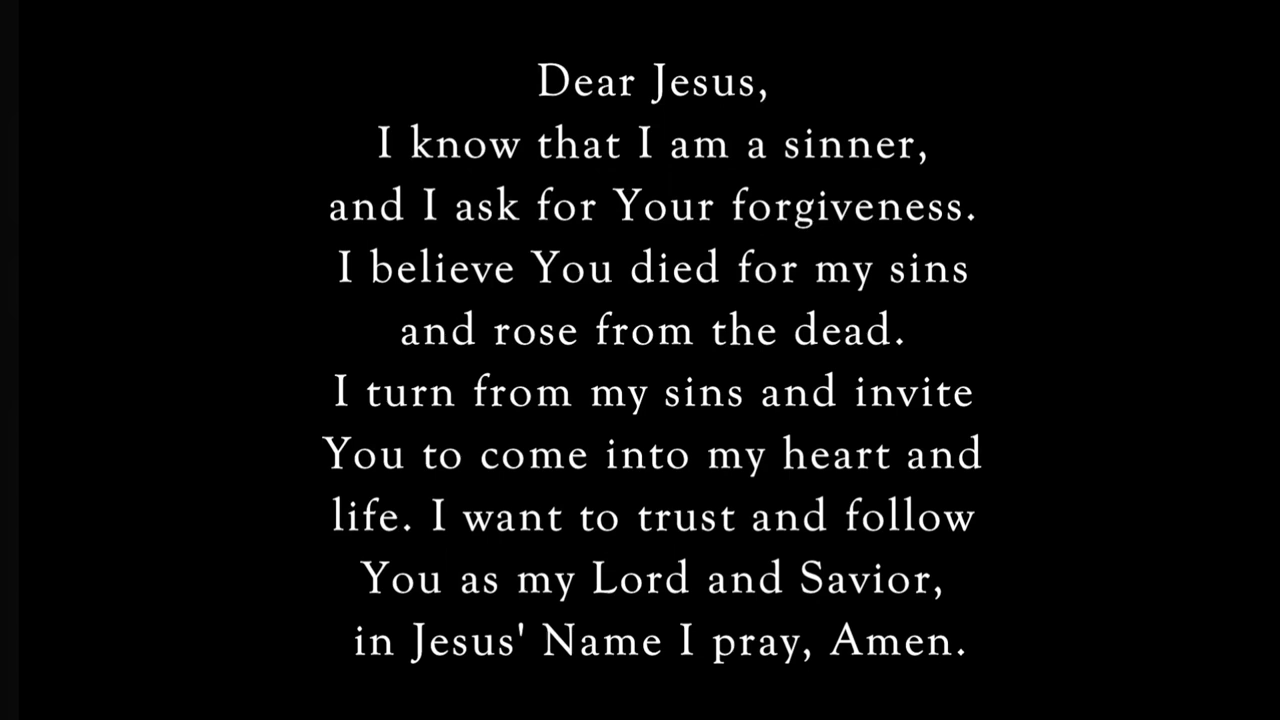 Dear Jesus,
I know that I am a sinner,
and I ask for Your forgiveness.
I believe You died for my sins
and rose from the dead.
I turn from my sins and invite
You to come into my heart and
life. I want to trust and follow
You as my Lord and Savior,
in Jesus' Name I pray, Amen.